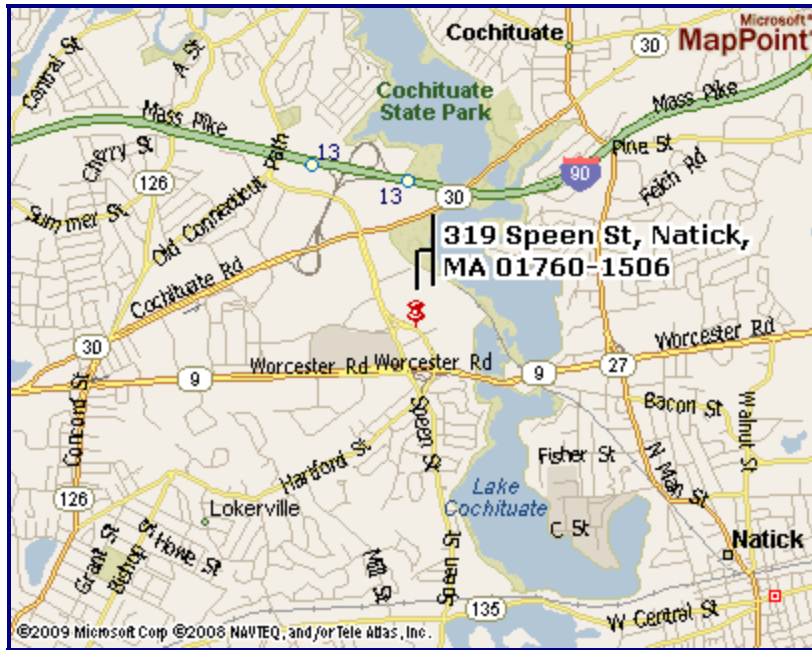 Microsoft®
MapPoint®
Cochituate
30
Central St
A St
Cochituate
State Park
Mass Pike
Mass Pike
Cherry St
13
Pine St
90
Felch Rd
126
Old Connecticut Path
13
30
Summer St
319 Speen St, Natick,
MA 01760-1506
Cochituate Rd
30
Worcester Rd
Worcester Rd
Worcester Rd
9
9
27
Concord St
Speen St
Bacon St
Walnut St
Hartford St
Fisher St
N Main St
126
Lokerville
Lake
Cochituate
C St
Natick
Grant St
Bishop St
Howe St
Mill St
Speen St
135
W Central St
©2009 Microsoft Corp ©2008 NAVTEQ, and/or Tele Atlas, Inc.